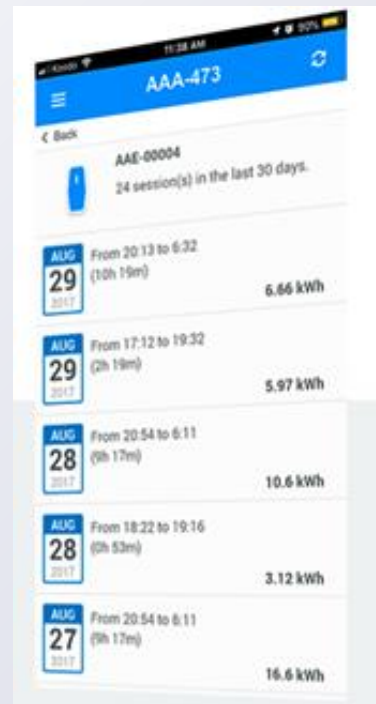 Koodo 11:38 AM 90%
AAA-473
Back
AAE-00004
24 session(s) in the last 30 days.
AUG
29
2017
From 20:13 to 6:32
(10h 19m)
6.66 kWh
AUG
29
2017
From 17:12 to 19:32
(2h 19m)
5.97 kWh
AUG
28
2017
From 20:54 to 6:11
(9h 17m)
10.6 kWh
AUG
28
2017
From 18:22 to 19:16
(0h 53m)
3.12 kWh
AUG
27
2017
From 20:54 to 6:11
(9h 17m)
16.6 kWh